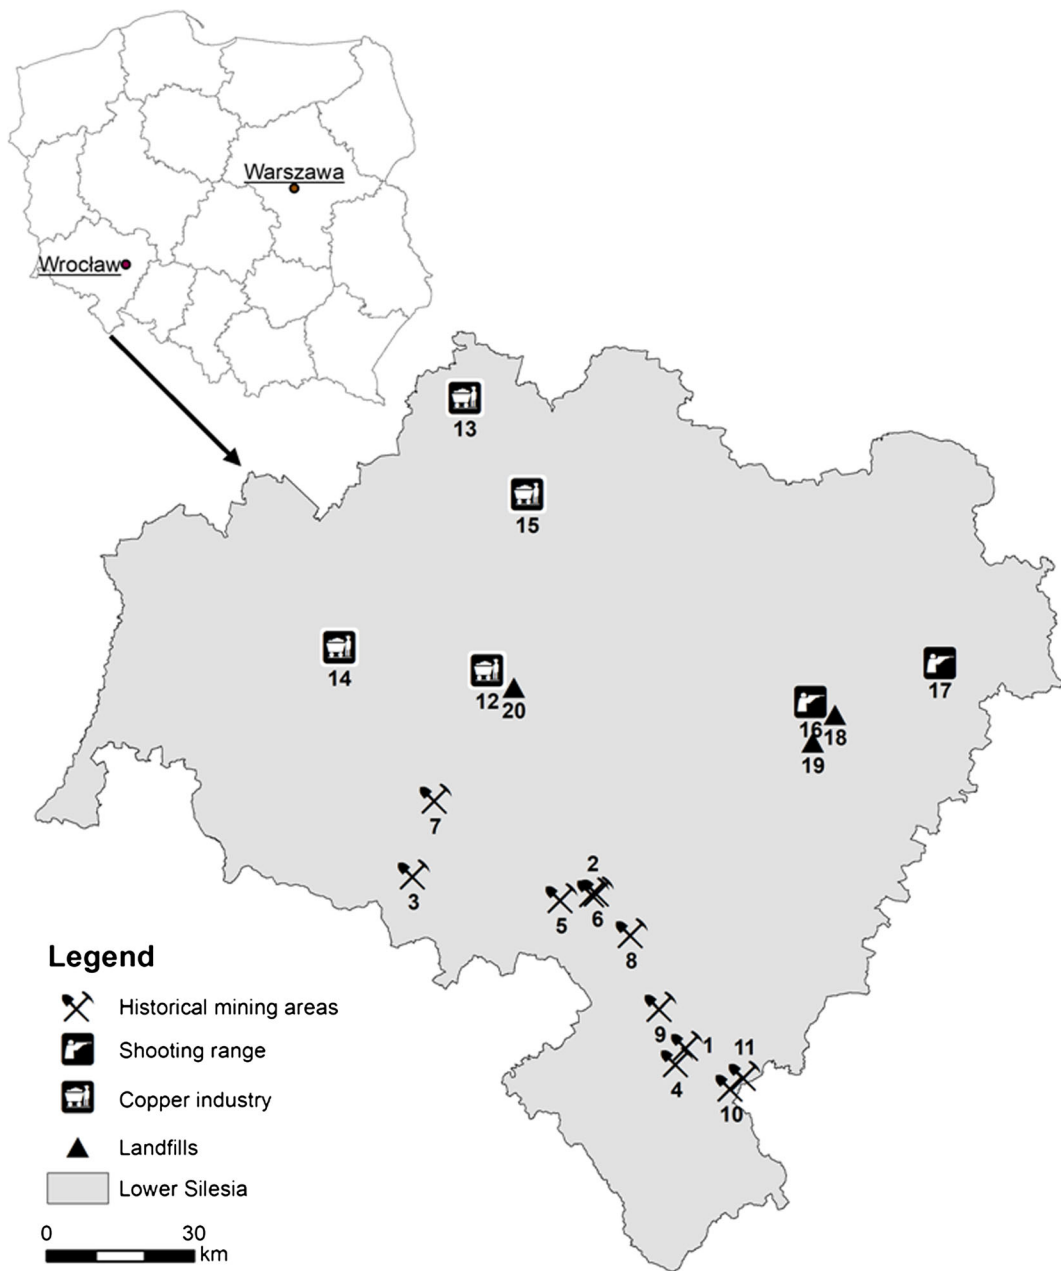 Warszawa
Wrocław
13
15
14
12
20
17
16
18
19
7
3
2
5
6
8
9
1
11
4
10
Legend
Historical mining areas
Shooting range
Copper industry
Landfills
Lower Silesia
0 30
km